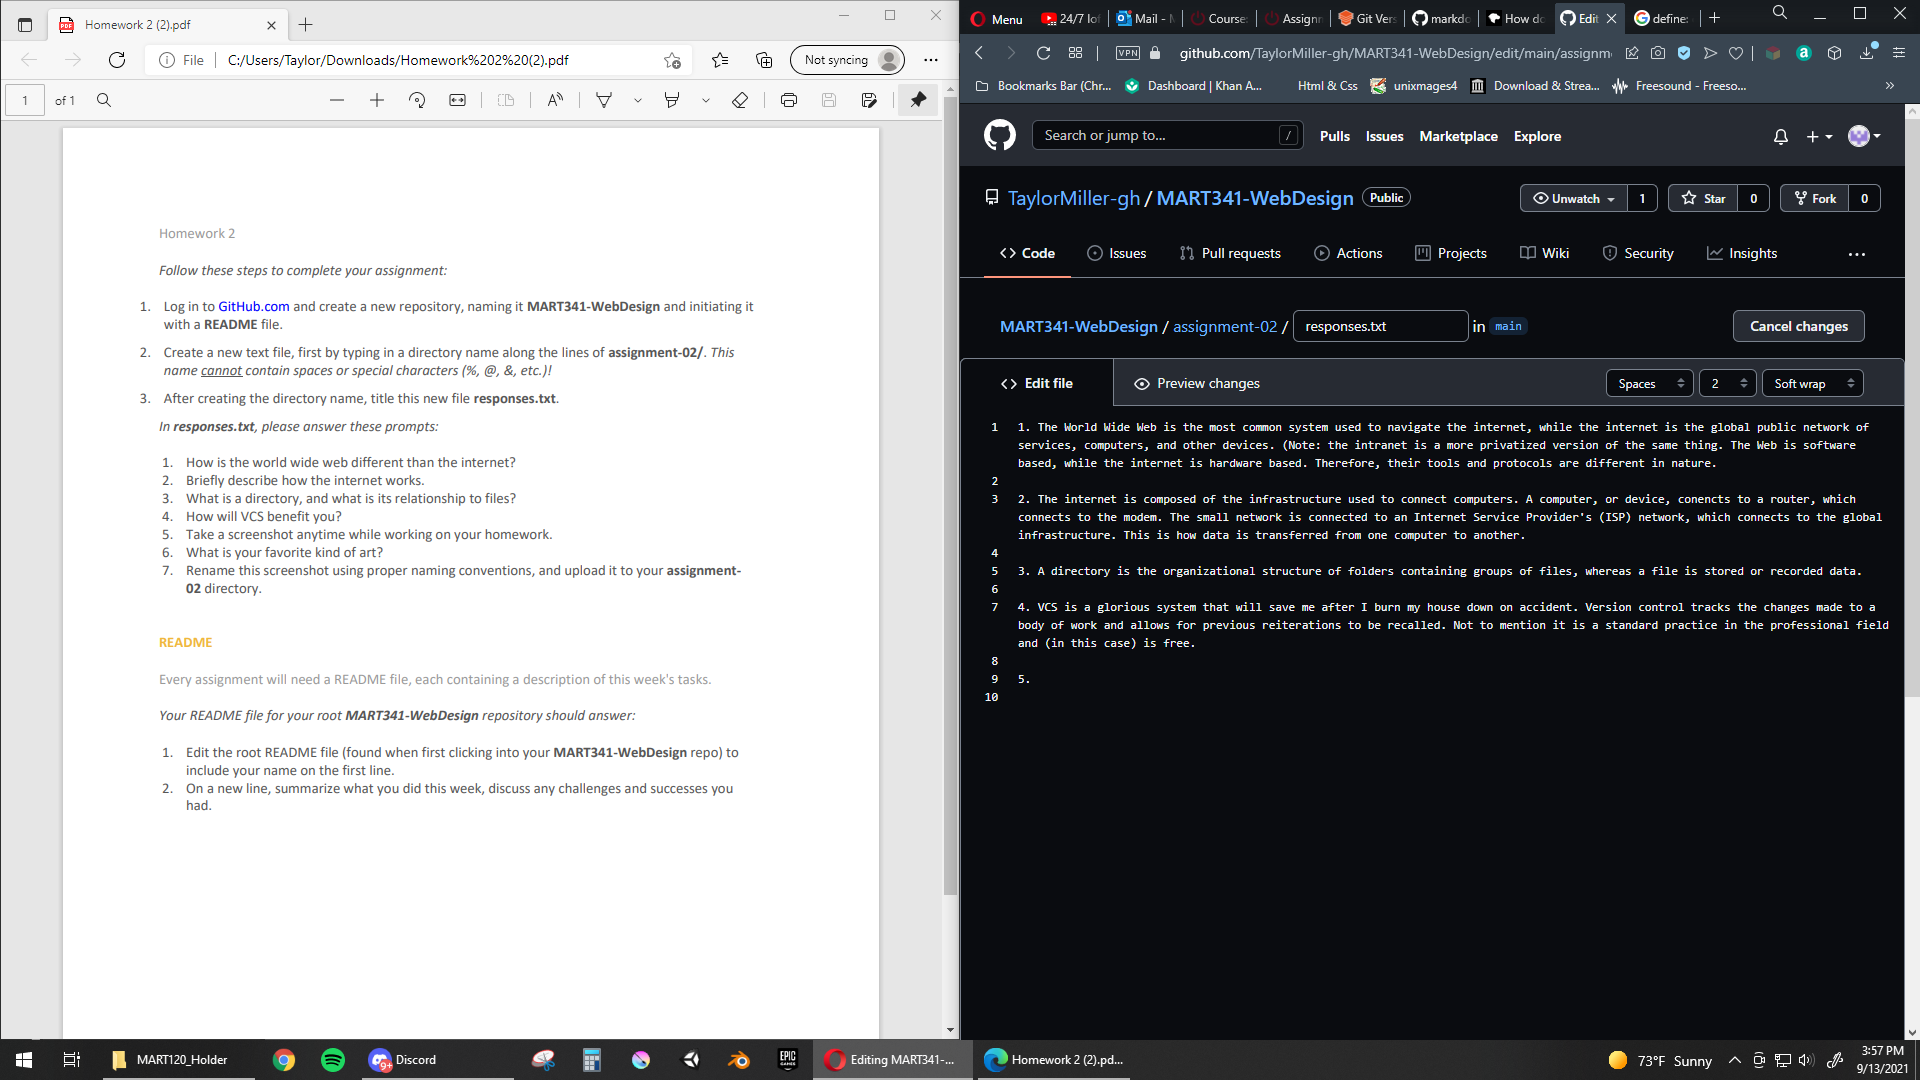 Homework 2 (2).pdf
File
C:/Users/Taylor/Downloads/Homework%202%20(2).pdf
Not syncing
1
of 1
Homework 2
Follow these steps to complete your assignment:
1. Log in to GitHub.com and create a new repository, naming it MART341-WebDesign and initiating it
with a README file.
2. Create a new text file, first by typing in a directory name along the lines of assignment-02/. This
name cannot contain spaces or special characters (%, @, &, etc.)!
3. After creating the directory name, title this new file responses.txt.
In responses.txt, please answer these prompts:
1. How is the world wide web different than the internet?
2. Briefly describe how the internet works.
3. What is a directory, and what is its relationship to files?
4. How will VCS benefit you?
5. Take a screenshot anytime while working on your homework.
6. What is your favorite kind of art?
7. Rename this screenshot using proper naming conventions, and upload it to your assignment-
02 directory.
README
Every assignment will need a README file, each containing a description of this week's tasks.
Your README file for your root MART341-WebDesign repository should answer:
1. Edit the root README file (found when first clicking into your MART341-WebDesign repo) to
include your name on the first line.
2. On a new line, summarize what you did this week, discuss any challenges and successes you
had.
Menu
24/7 lof
Mail - M
Course:
Assignm
Git Vers
markdo
How do
Edit
define:
VPN
github.com/TaylorMiller-gh/MART341-WebDesign/edit/main/assignm
Bookmarks Bar (Chr...
Dashboard | Khan A...
Html & Css
unixmages4
Download & Strea...
Freesound - Freeso...
Search or jump to...
/
Pulls
Issues
Marketplace
Explore
TaylorMiller-gh / MART341-WebDesign
Public
Unwatch
1
Star
0
Fork
0
Code
Issues
Pull requests
Actions
Projects
Wiki
Security
Insights
MART341-WebDesign / assignment-02 / responses.txt in main
Cancel changes
Edit file
Preview changes
Spaces
2
Soft wrap
1 1. The World Wide Web is the most common system used to navigate the internet, while the internet is the global public network of
services, computers, and other devices. (Note: the intranet is a more privatized version of the same thing. The Web is software
based, while the internet is hardware based. Therefore, their tools and protocols are different in nature.
2
3 2. The internet is composed of the infrastructure used to connect computers. A computer, or device, conencts to a router, which
connects to the modem. The small network is connected to an Internet Service Provider's (ISP) network, which connects to the global
infrastructure. This is how data is transferred from one computer to another.
4
5 3. A directory is the organizational structure of folders containing groups of files, whereas a file is stored or recorded data.
6
7 4. VCS is a glorious system that will save me after I burn my house down on accident. Version control tracks the changes made to a
body of work and allows for previous reiterations to be recalled. Not to mention it is a standard practice in the professional field
and (in this case) is free.
8
9 5.
10
MART120_Holder
9+
Discord
EPIC GAMES
Editing MART341-...
Homework 2 (2).pd...
73°F Sunny
3:57 PM
9/13/2021